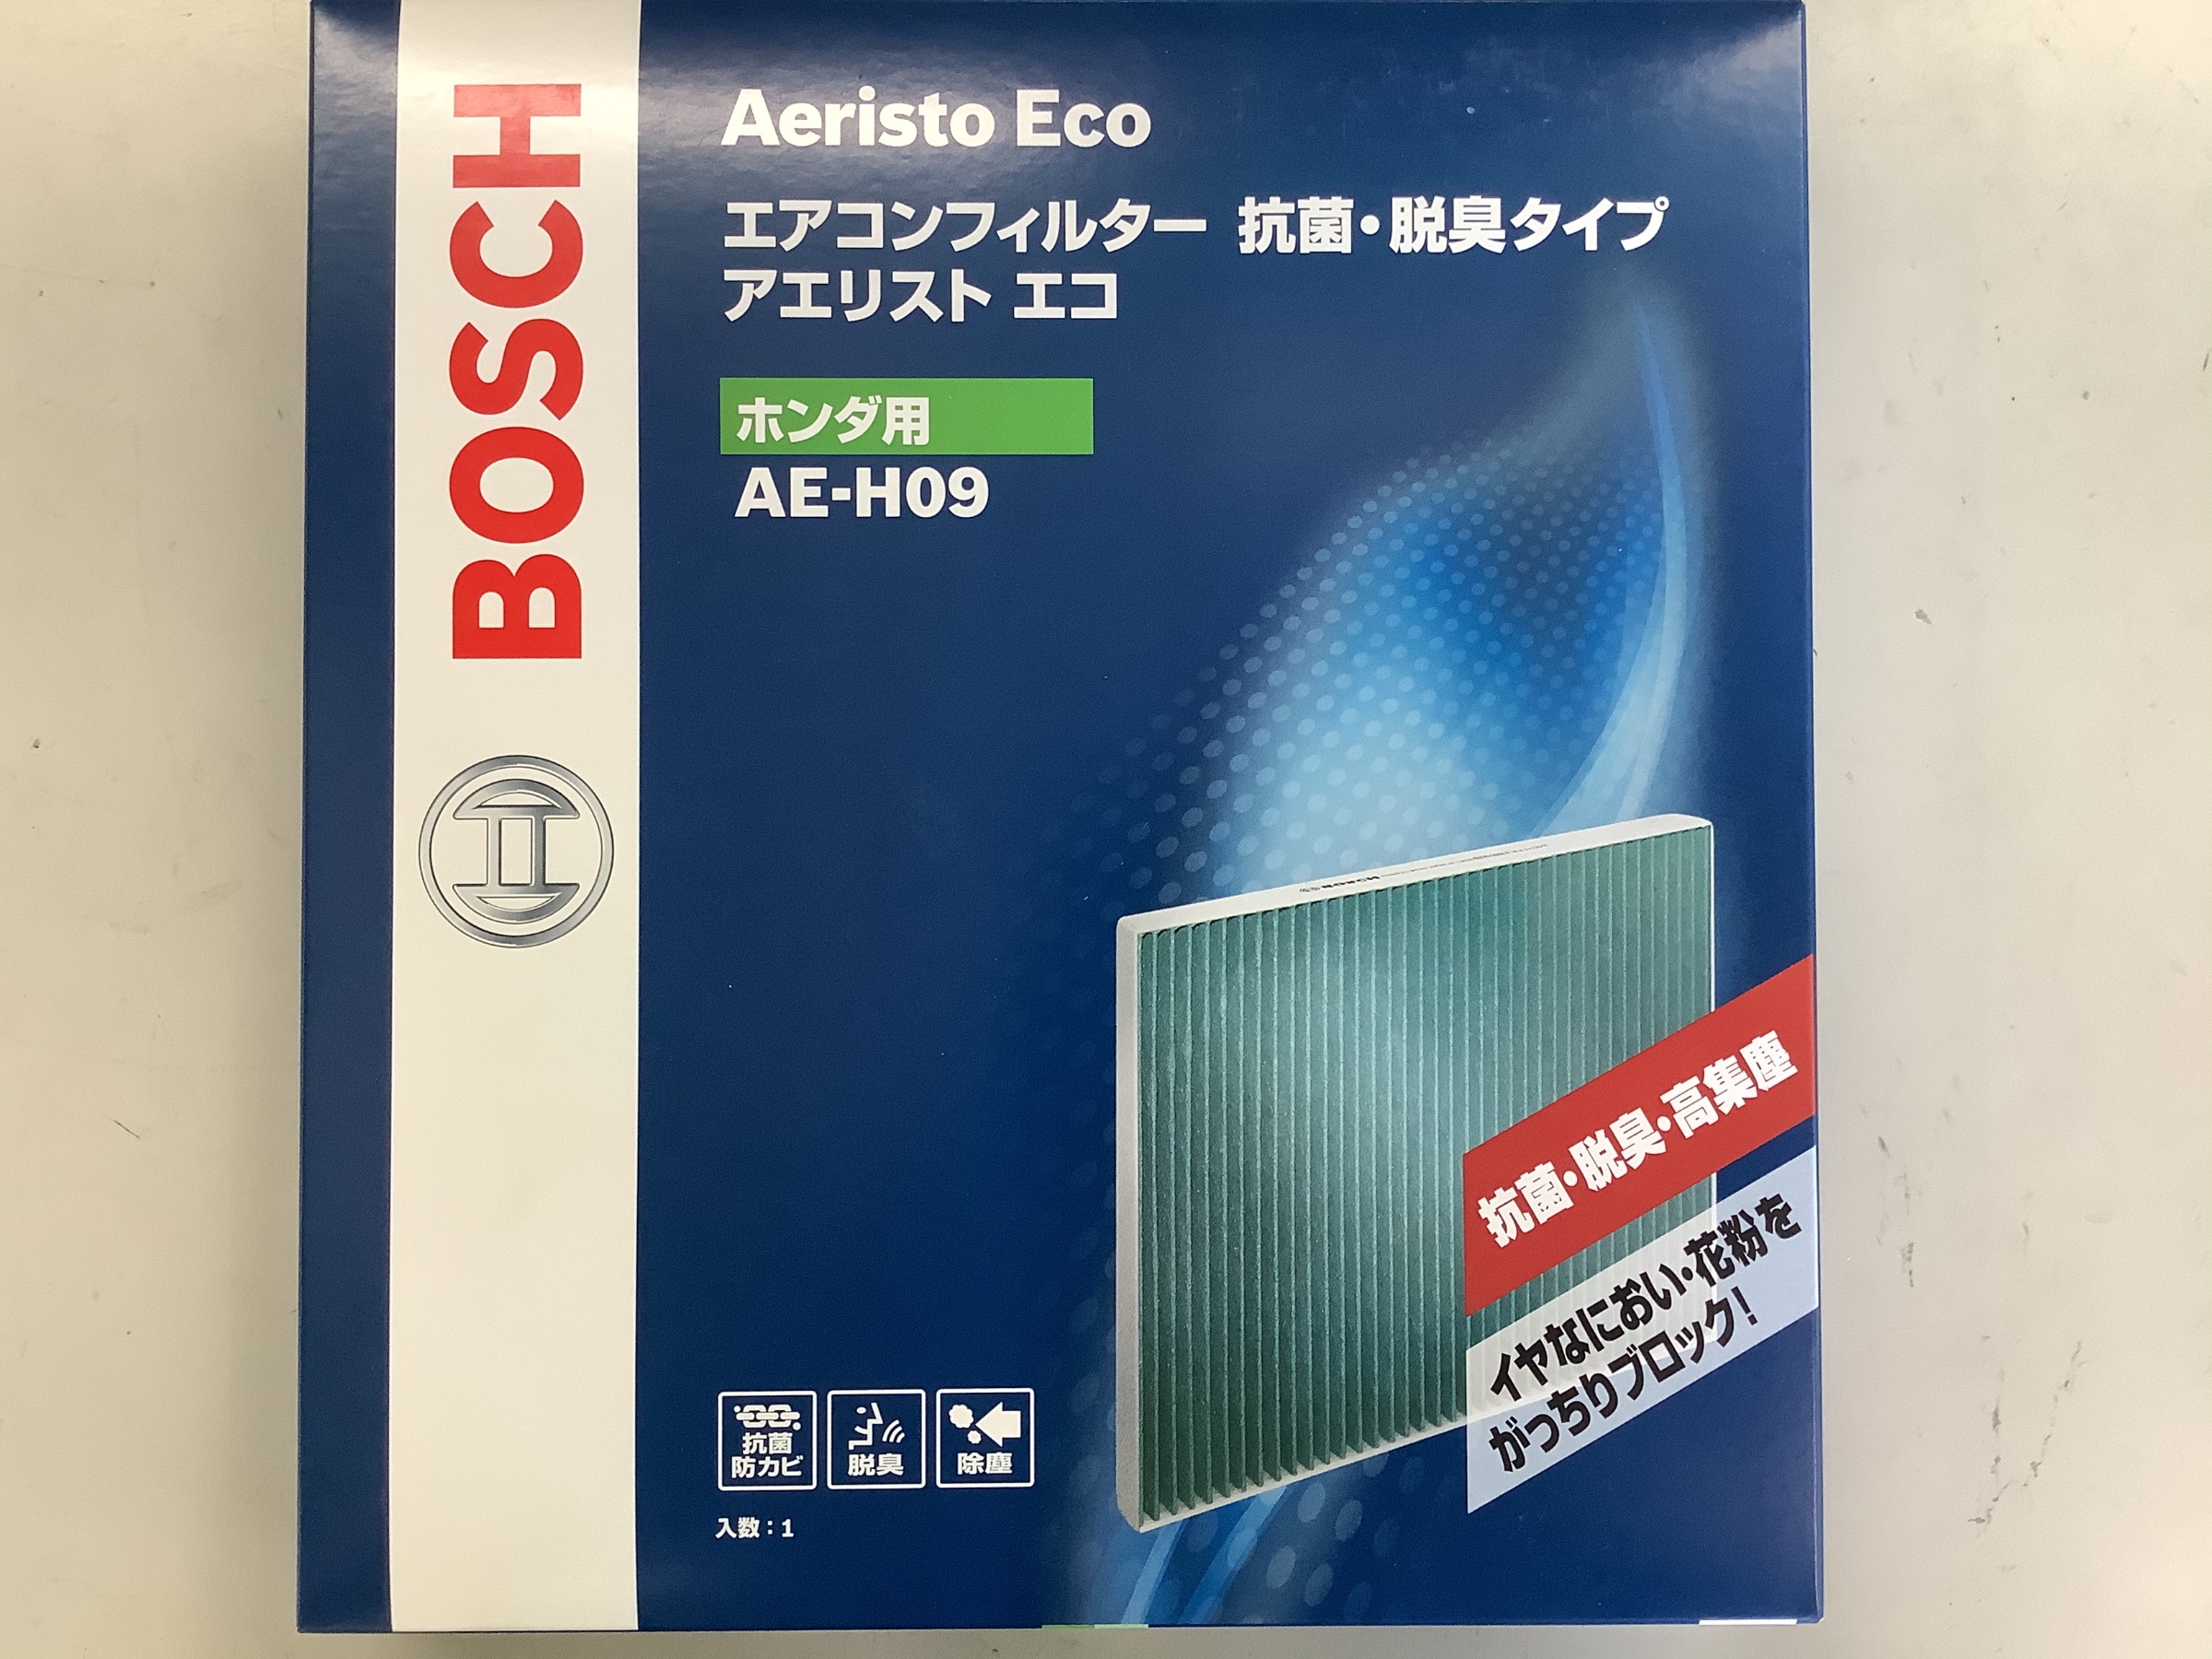 BOSCH
Aeristo Eco
エアコンフィルター 抗菌・脱臭タイプ
アエリスト エコ
ホンダ用
AE-H09
抗菌・脱臭・高集塵
イヤなにおい・花粉を
がっちりブロック!
抗菌
防カビ
脱臭
除塵
入数:1